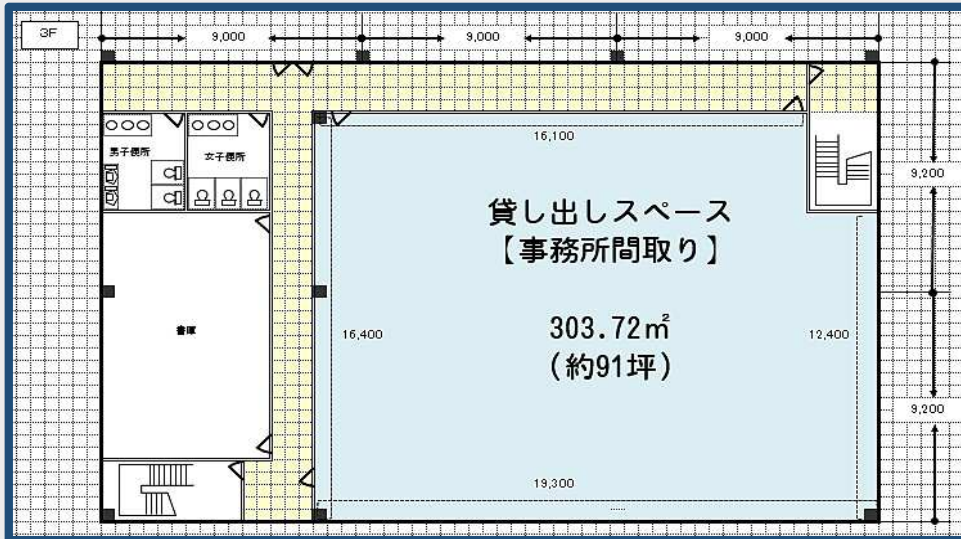 3F
9,000
9,000
9,000
16,100
男子便所
女子便所
9,200
貸し出しスペース
【事務所間取り】
303.72㎡
(約91坪)
書庫
16,400
12,400
9,200
19,300